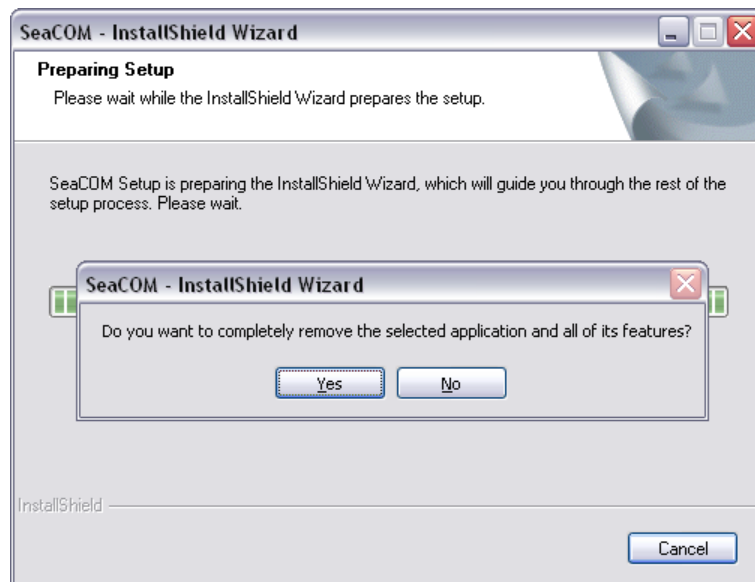 SeaCOM - InstallShield Wizard
Preparing Setup
Please wait while the InstallShield Wizard prepares the setup.
SeaCOM Setup is preparing the InstallShield Wizard, which will guide you through the rest of the
setup process. Please wait.
SeaCOM - InstallShield Wizard
Do you want to completely remove the selected application and all of its features?
Yes
No
InstallShield
Cancel